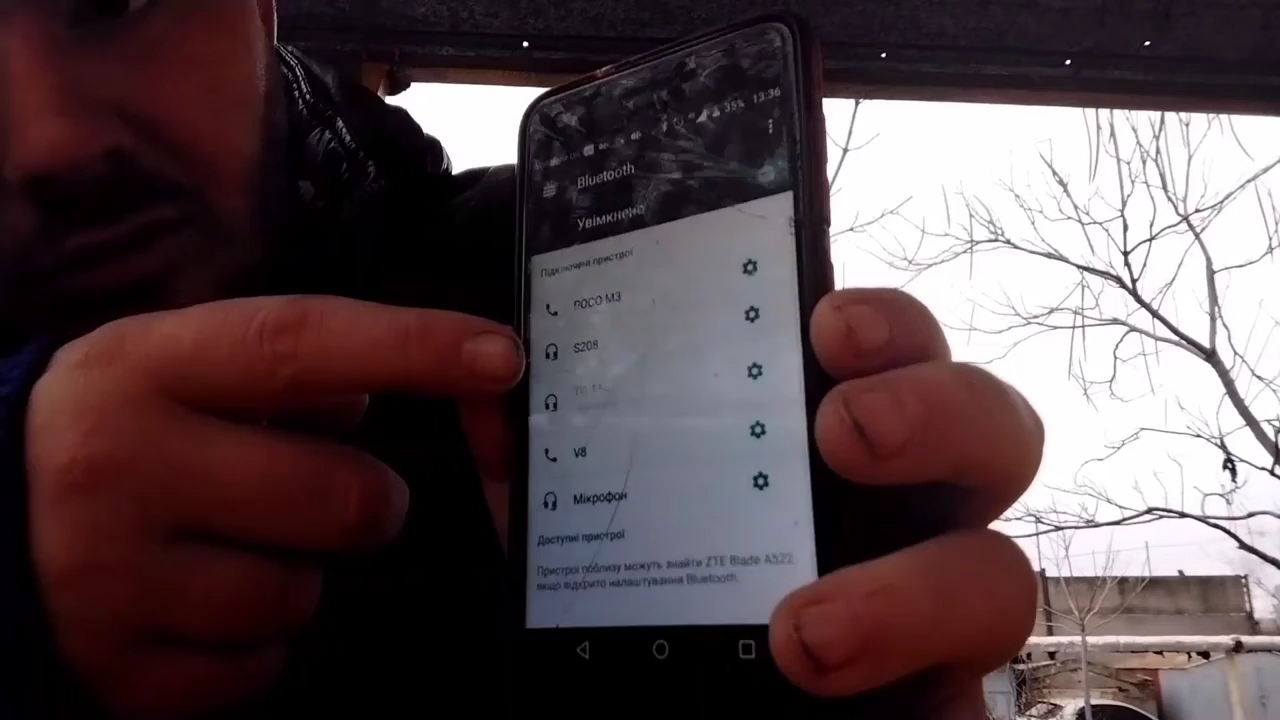 35% 13:36
Bluetooth
Увімкнено
Підключені пристрої
POCO M3
S208
V8
Мікрофон
Доступні пристрої
Пристрої поблизу можуть знайти ZTE Blade A522,
якщо відкрито налаштування Bluetooth.